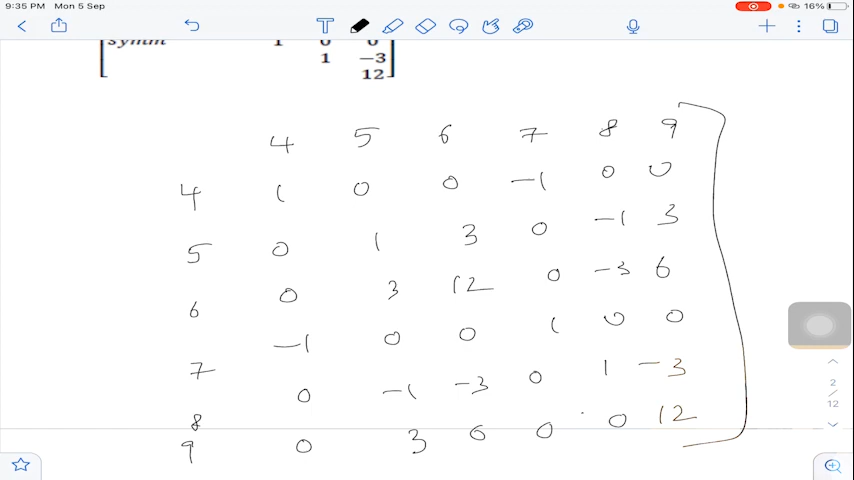 9:35 PM Mon 5 Sep
16%
symm 1 0 0
1 −3
12
4 5 6 7 8 9
4 1 0 0 −1 0 0
5 0 1 3 0 −1 3
6 0 3 12 0 −3 6
7 −1 0 0 1 0 0
8 0 −1 −3 0 1 −3
9 0 3 6 0 0 12
2
/
12